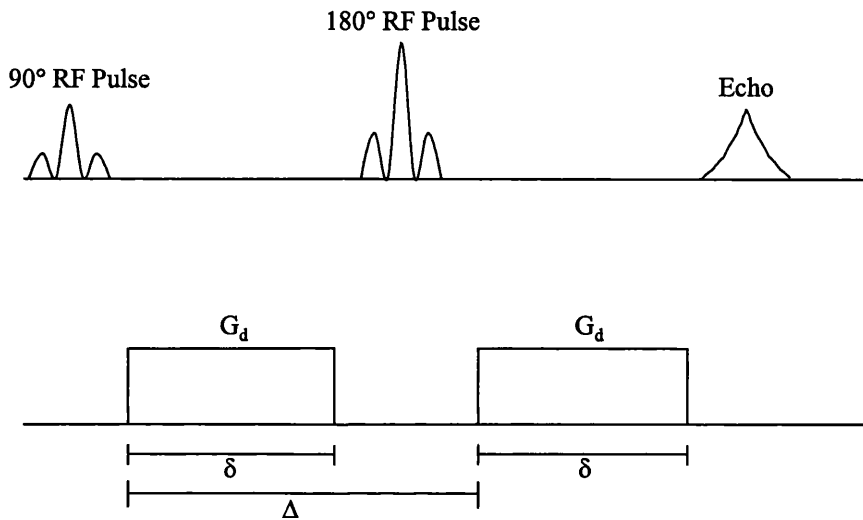 180° RF Pulse
90° RF Pulse
Echo
G_d
G_d
δ
δ
Δ